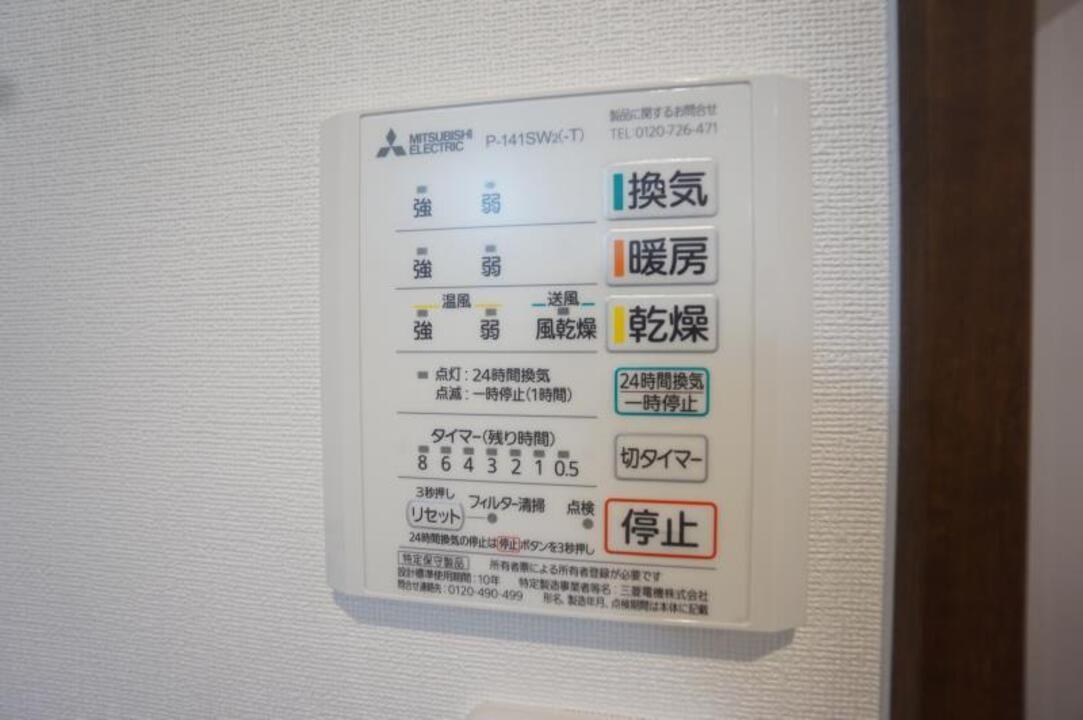 MITSUBISHI ELECTRIC P-141SW2(-T)
製品に関するお問合せ
TEL:0120-726-471
強 弱 換気
強 弱 暖房
温風 送風
強 弱 風乾燥 乾燥
点灯:24時間換気
点滅:一時停止(1時間)
24時間換気
一時停止
タイマー(残り時間)
8 6 4 3 2 1 0.5
切タイマー
3秒押し
リセット フィルター清掃 点検
停止
24時間換気の停止は停止ボタンを3秒押し
特定保守製品 所有者票による所有者登録が必要です
設計標準使用期間:10年 特定製造事業者等名:三菱電機株式会社
問合せ連絡先:0120-490-499 形名、製造年月、点検期間は本体に記載